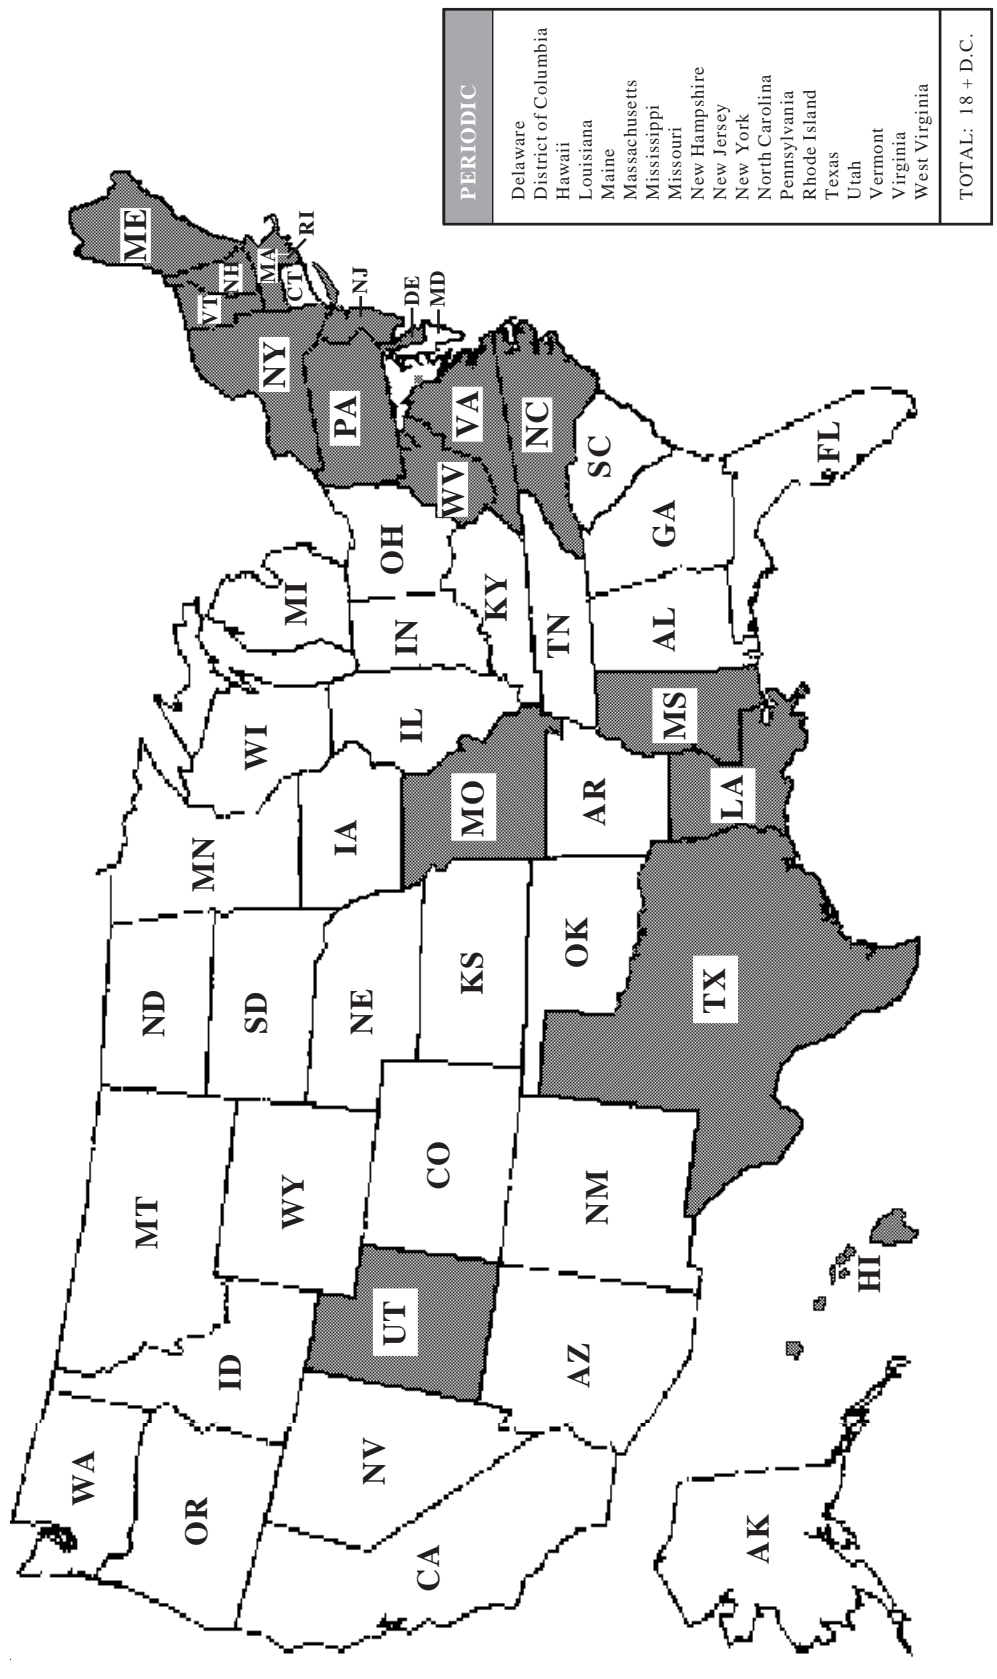 WA
OR
CA
NV
ID
MT
WY
UT
CO
AZ
NM
ND
SD
NE
KS
OK
TX
MN
IA
MO
AR
LA
WI
IL
MS
MI
IN
OH
KY
TN
AL
GA
FL
SC
NC
VA
WV
PA
NY
VT
NH
ME
MA
CT
RI
NJ
DE
MD
AK
HI
PERIODIC
Delaware
District of Columbia
Hawaii
Louisiana
Maine
Massachusetts
Mississippi
Missouri
New Hampshire
New Jersey
New York
North Carolina
Pennsylvania
Rhode Island
Texas
Utah
Vermont
Virginia
West Virginia
TOTAL: 18 + D.C.